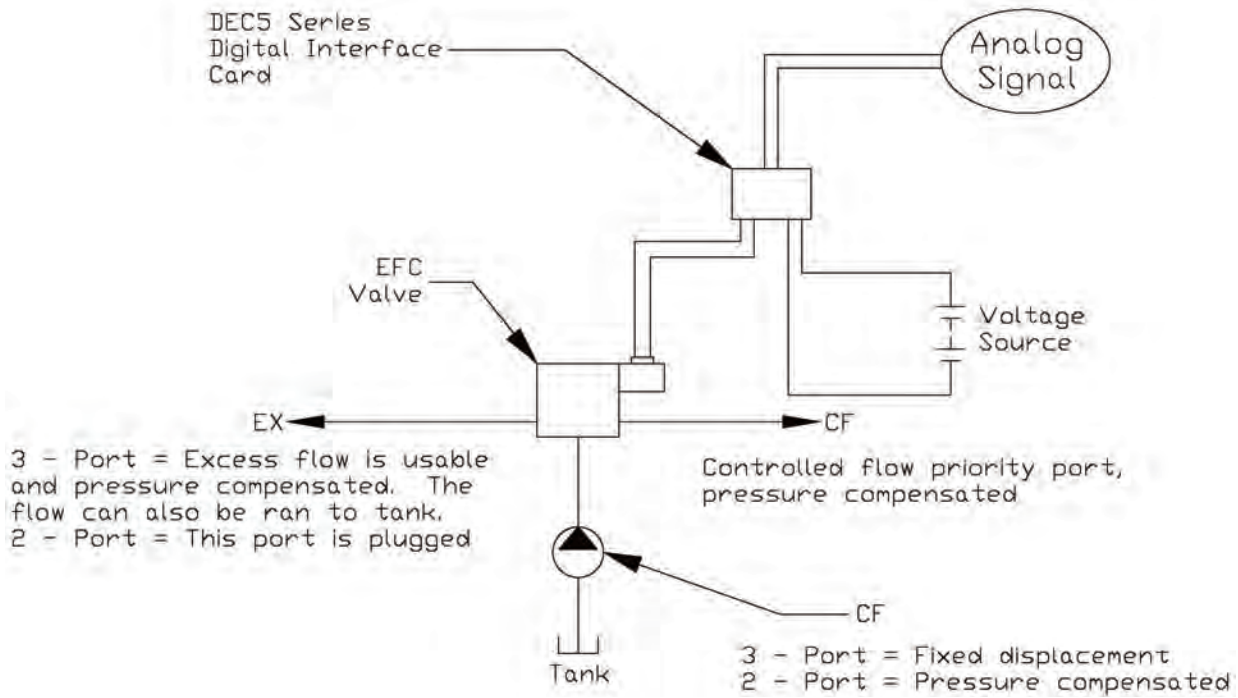 DEC5 Series
Digital Interface
Card
Analog
Signal
EFC
Valve
Voltage
Source
EX
CF
3 - Port = Excess flow is usable
and pressure compensated. The
flow can also be ran to tank.
2 - Port = This port is plugged
Controlled flow priority port,
pressure compensated
CF
Tank
3 - Port = Fixed displacement
2 - Port = Pressure compensated